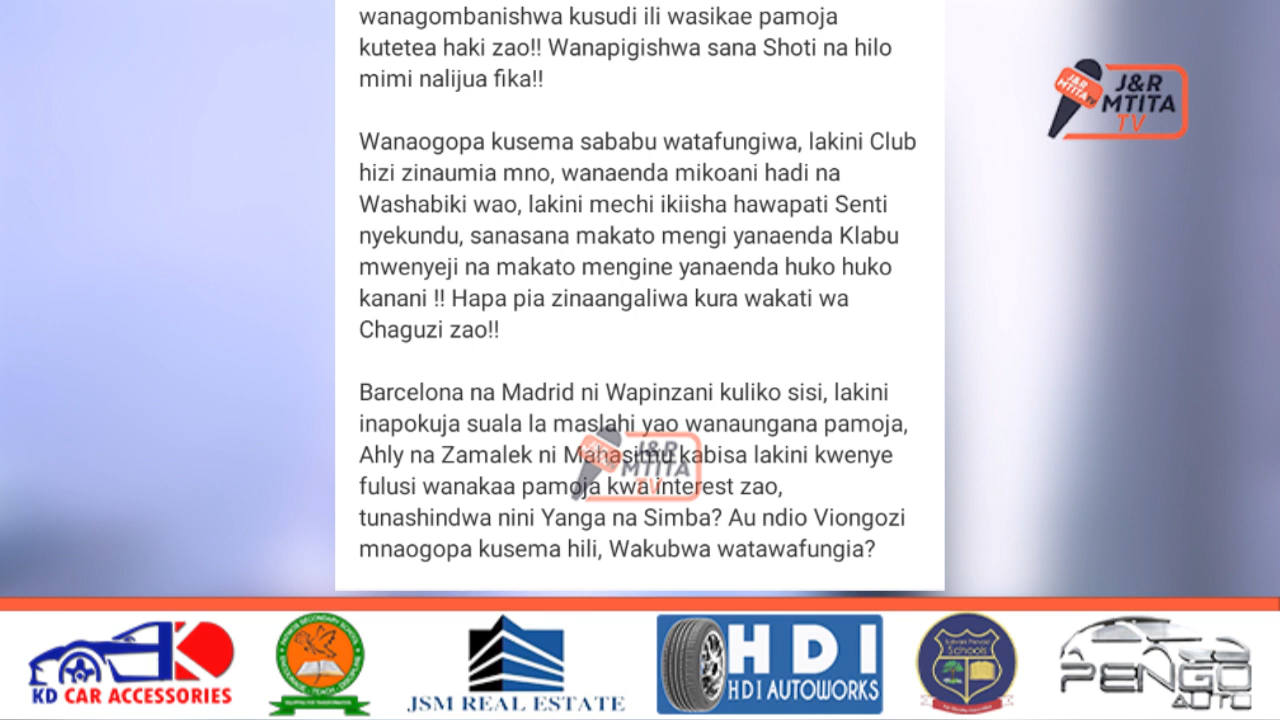 wanagombanishwa kusudi ili wasikae pamoja
kutetea haki zao!! Wanapigishwa sana Shoti na hilo
mimi nalijua fika!!
Wanaogopa kusema sababu watafungiwa, lakini Club
hizi zinaumia mno, wanaenda mikoani hadi na
Washabiki wao, lakini mechi ikiisha hawapati Senti
nyekundu, sanasana makato mengi yanaenda Klabu
mwenyeji na makato mengine yanaenda huko huko
kanani !! Hapa pia zinaangaliwa kura wakati wa
Chaguzi zao!!
Barcelona na Madrid ni Wapinzani kuliko sisi, lakini
inapokuja suala la maslahi yao wanaungana pamoja,
Ahly na Zamalek ni Mahasimu kabisa lakini kwenye
fulusi wanakaa pamoja kwa interest zao,
tunashindwa nini Yanga na Simba? Au ndio Viongozi
mnaogopa kusema hili, Wakubwa watawafungia?
J&R
MTITA
TV
J&R
MTITA
TV
J&R
MTITA
TV
KD CAR ACCESSORIES
JSM REAL ESTATE
HDI
HDI AUTOWORKS
Schools
PENGO
AUTO